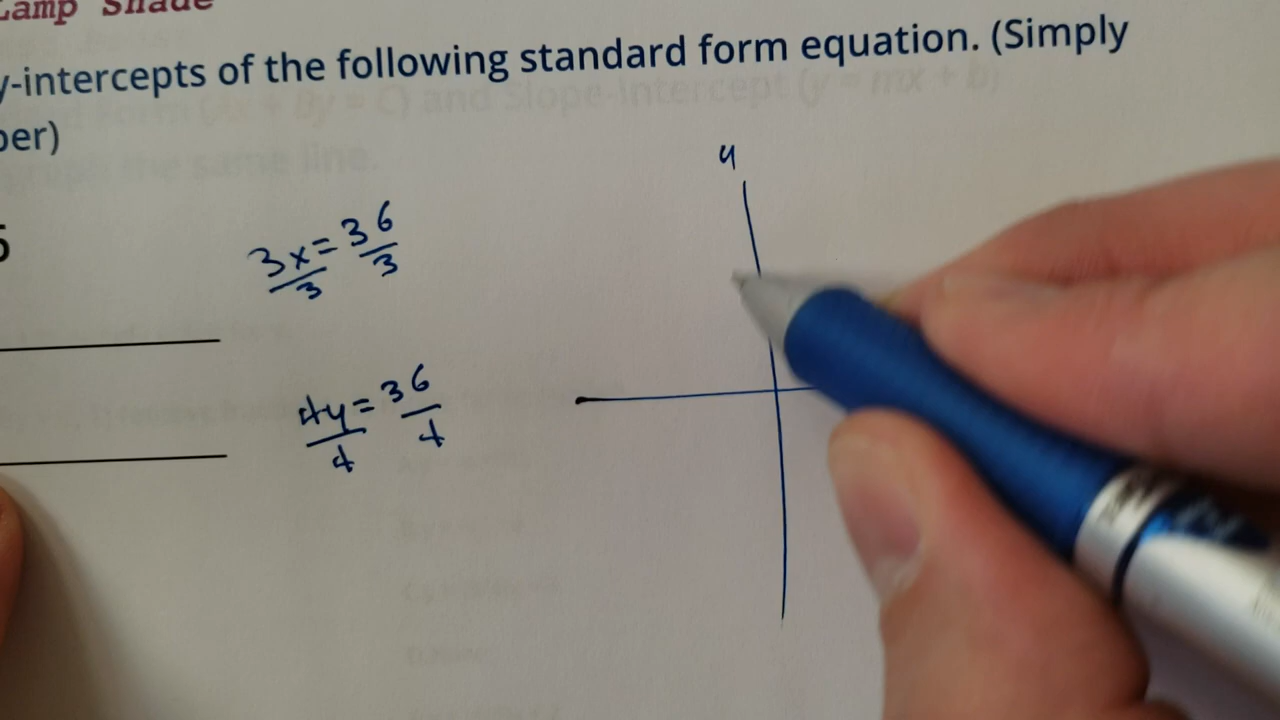 Lamp Shade
y-intercepts of the following standard form equation. (Simply
per)
y
3x = 36
3 3
4y = 36
4 4